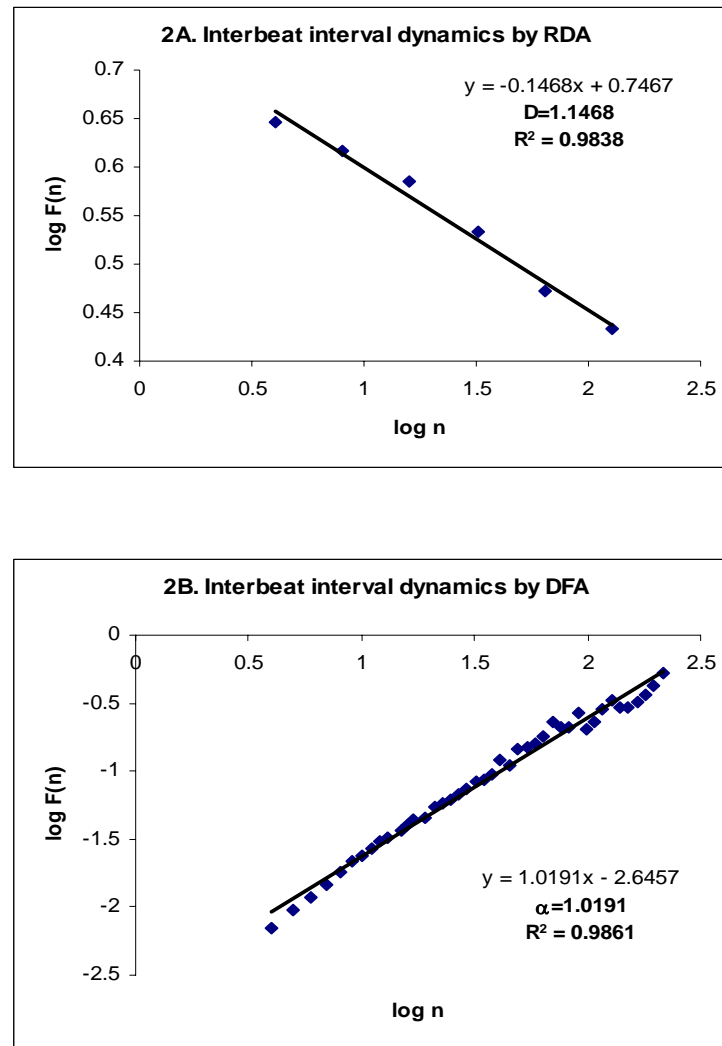 2A. Interbeat interval dynamics by RDA
y = -0.1468x + 0.7467
D=1.1468
R² = 0.9838
0.7
0.65
0.6
0.55
0.5
0.45
0.4
log F(n)
0 0.5 1 1.5 2 2.5
log n
2B. Interbeat interval dynamics by DFA
0
0 0.5 1 1.5 2 2.5
-0.5
-1
-1.5
-2
-2.5
log F(n)
y = 1.0191x - 2.6457
α=1.0191
R² = 0.9861
log n